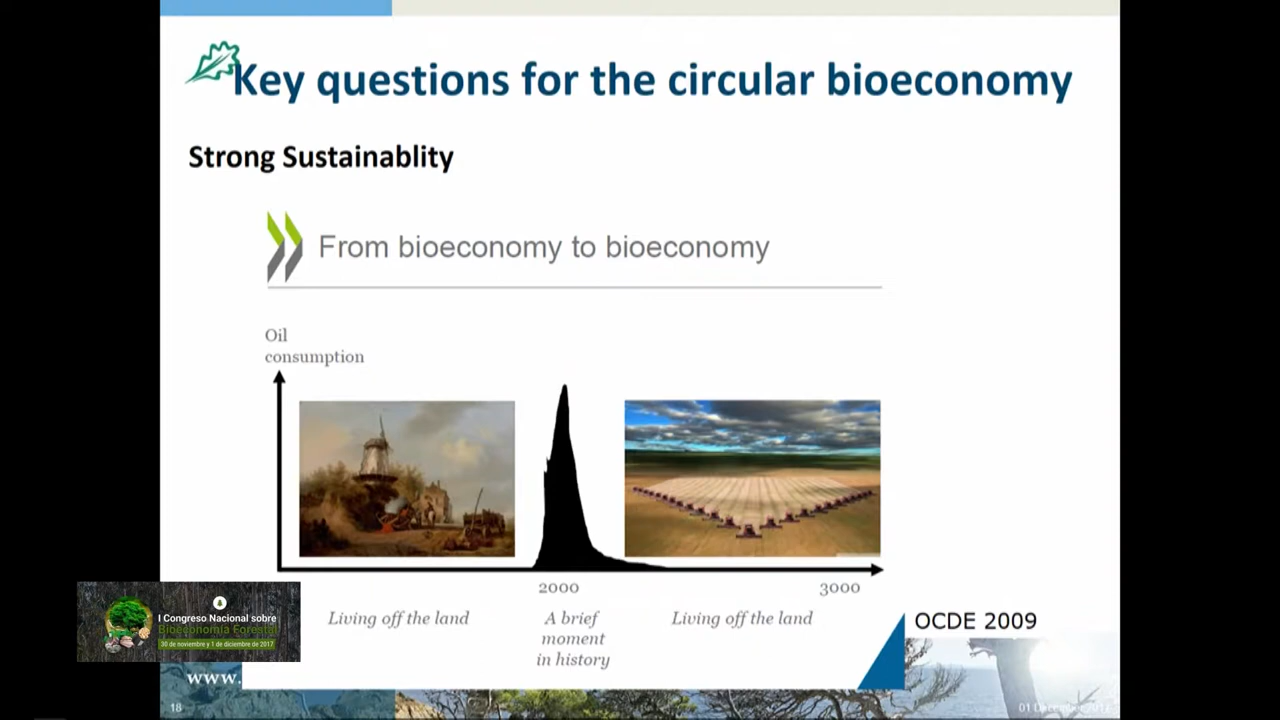 Key questions for the circular bioeconomy
Strong Sustainablity
From bioeconomy to bioeconomy
Oil
consumption
2000
3000
Living off the land
A brief
moment
in history
Living off the land
OCDE 2009
I Congreso Nacional sobre
Bioeconomía Forestal
30 de noviembre y 1 de diciembre de 2017
www.
18